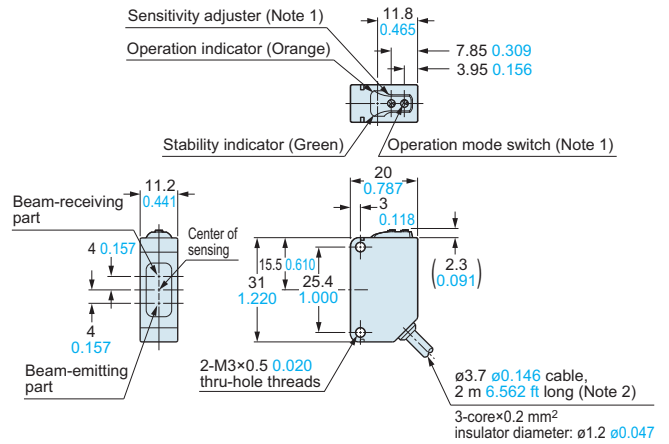 Sensitivity adjuster (Note 1)
11.8
0.465
Operation indicator (Orange)
7.85 0.309
3.95 0.156
Stability indicator (Green)
Operation mode switch (Note 1)
11.2
0.441
20
0.787
3
0.118
Beam-receiving
part
Center of
sensing
4 0.157
15.5 0.610
31
1.220
25.4
1.000
(2.3
0.091)
4
0.157
Beam-emitting
part
2-M3×0.5 0.020
thru-hole threads
ø3.7 ø0.146 cable,
2 m 6.562 ft long (Note 2)
3-core×0.2 mm²
insulator diameter: ø1.2 ø0.047